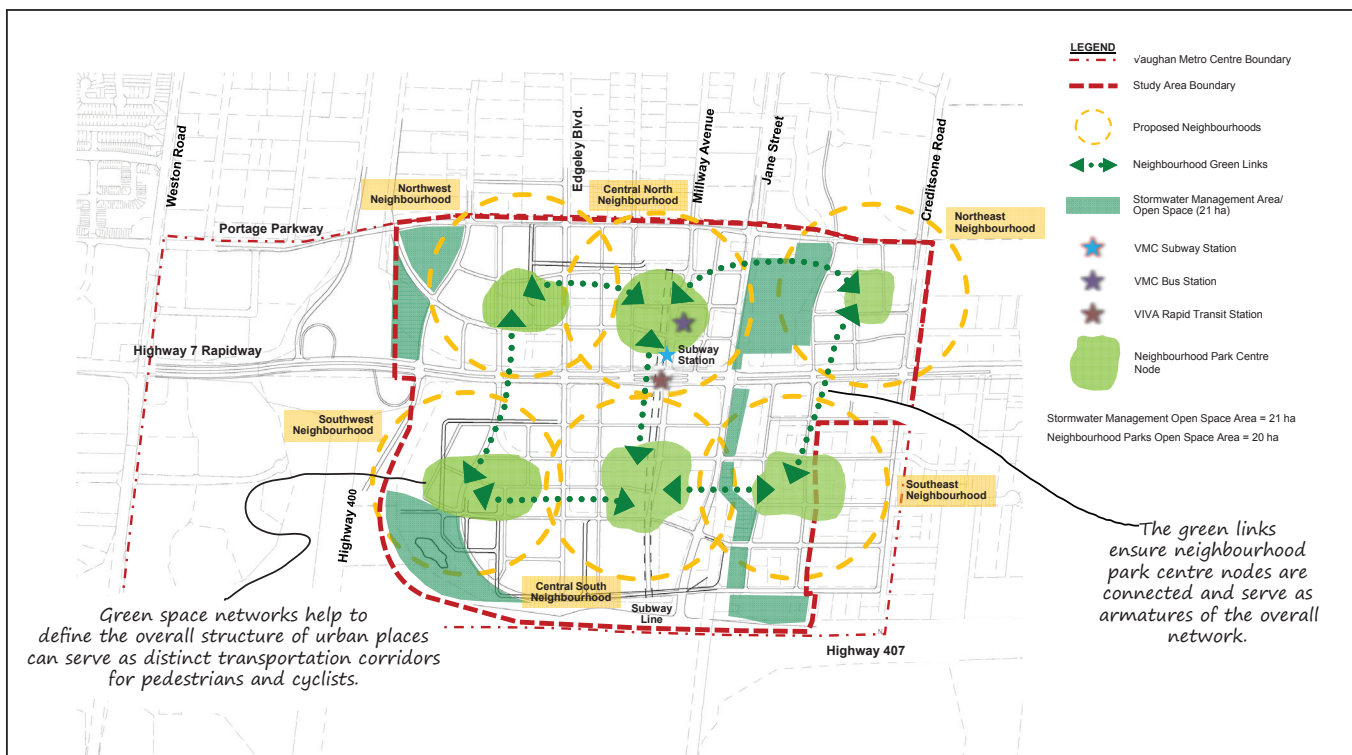 LEGEND
Vaughan Metro Centre Boundary
Study Area Boundary
Proposed Neighbourhoods
Neighbourhood Green Links
Stormwater Management Area/
Open Space (21 ha)
VMC Subway Station
VMC Bus Station
VIVA Rapid Transit Station
Neighbourhood Park Centre
Node
Stormwater Management Open Space Area = 21 ha
Neighbourhood Parks Open Space Area = 20 ha
Weston Road
Edgeley Blvd.
Millway Avenue
Jane Street
Creditsone Road
Northwest
Neighbourhood
Central North
Neighbourhood
Northeast
Neighbourhood
Portage Parkway
Highway 7 Rapidway
Subway
Station
Southwest
Neighbourhood
Highway 400
Southeast
Neighbourhood
Central South
Neighbourhood
Subway
Line
Highway 407
Green space networks help to
define the overall structure of urban places
can serve as distinct transportation corridors
for pedestrians and cyclists.
The green links
ensure neighbourhood
park centre nodes are
connected and serve as
armatures of the overall
network.